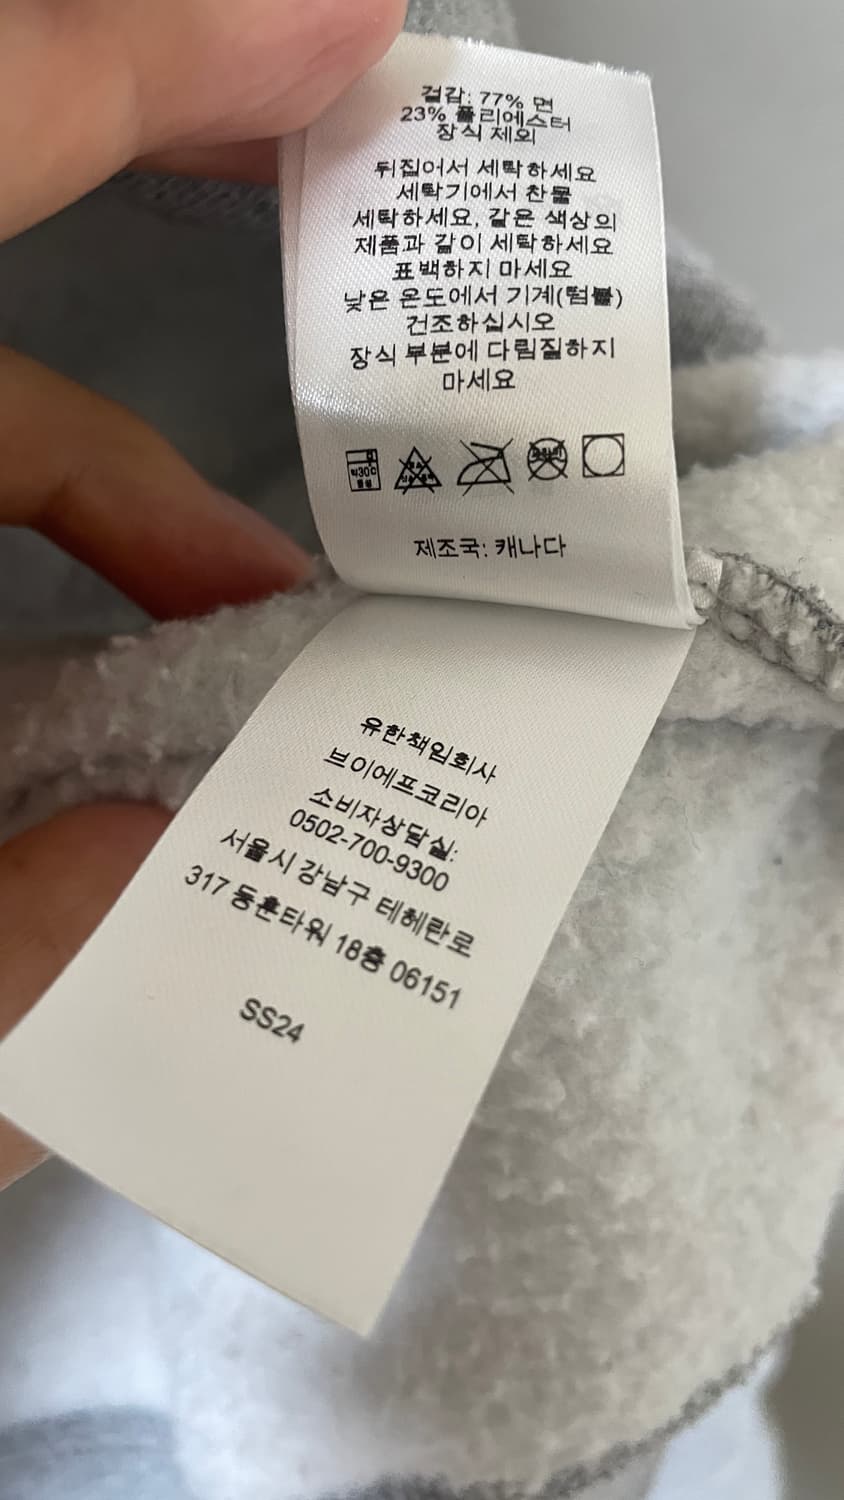 겉감: 77% 면
23% 폴리에스터
장식 제외
뒤집어서 세탁하세요
세탁기에서 찬물
세탁하세요, 같은 색상의
제품과 같이 세탁하세요
표백하지 마세요
낮은 온도에서 기계(텀블)
건조하십시오
장식 부분에 다림질하지
마세요
약30℃
중성
제조국: 캐나다
유한책임회사
브이에프코리아
소비자상담실:
0502-700-9300
서울시 강남구 테헤란로
317 동훈타워 18층 06151
SS24